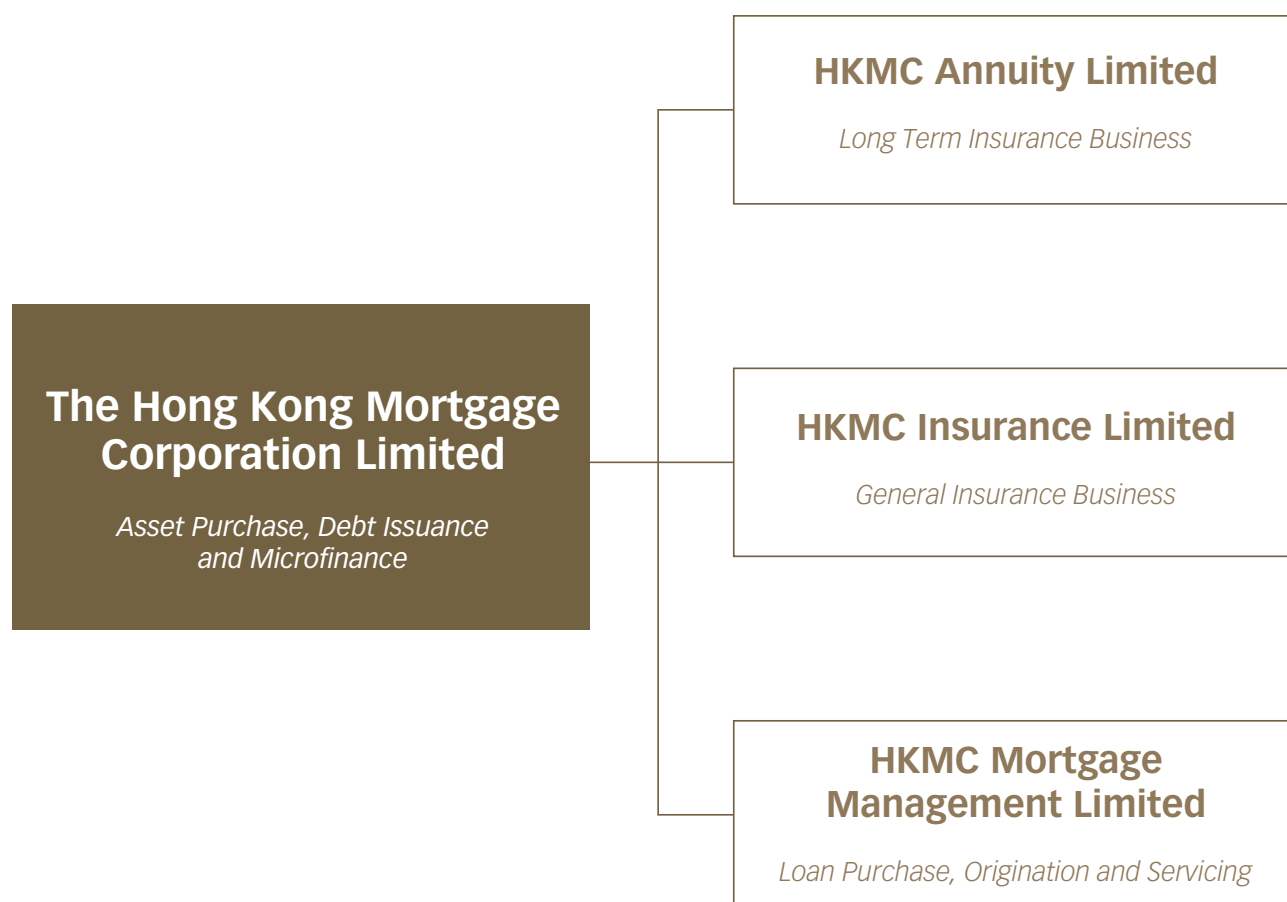 HKMC Annuity Limited
Long Term Insurance Business
The Hong Kong Mortgage
Corporation Limited
Asset Purchase, Debt Issuance
and Microfinance
HKMC Insurance Limited
General Insurance Business
HKMC Mortgage
Management Limited
Loan Purchase, Origination and Servicing